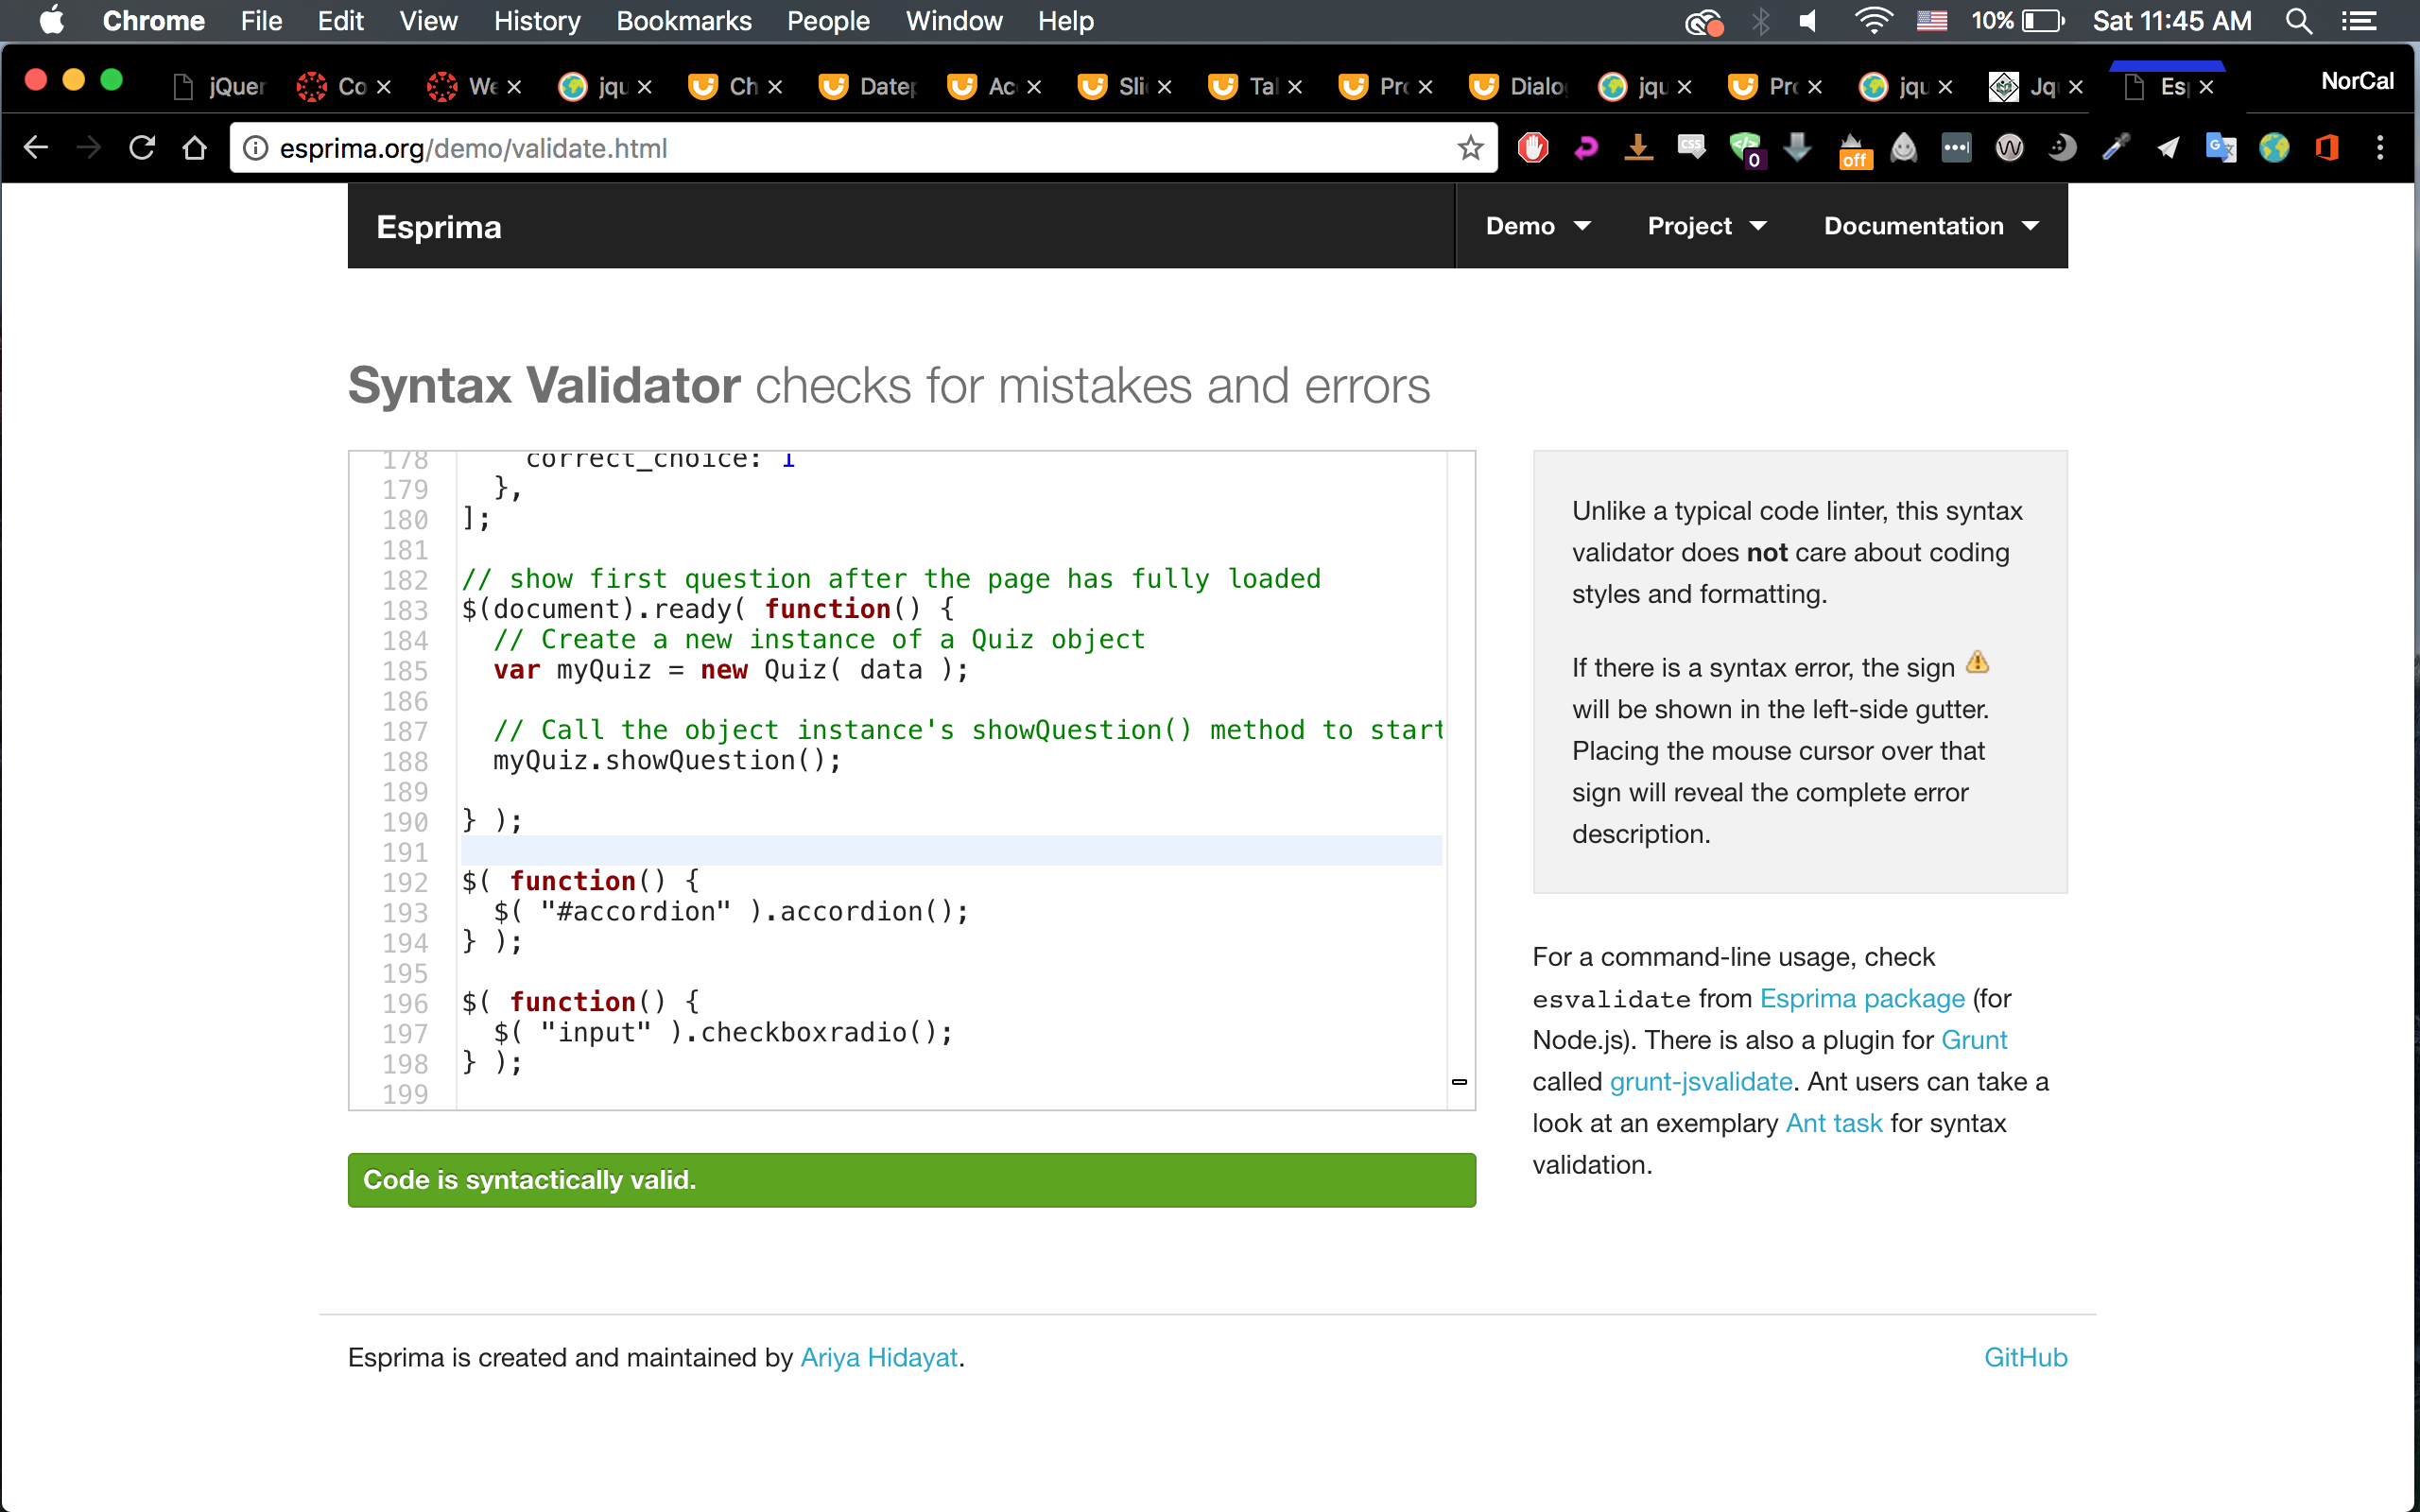 Chrome File Edit View History Bookmarks People Window Help 10% Sat 11:45 AM
jQuer Co We jqu Ch Date Ac Sli Tal Pro Dialo jqu Pro jqu Jq Es NorCal
esprima.org/demo/validate.html
CSS 0 off
Esprima Demo Project Documentation
Syntax Validator checks for mistakes and errors
178 correct_choice: 1
179 },
180 ];
181
182 // show first question after the page has fully loaded
183 $(document).ready( function() {
184 // Create a new instance of a Quiz object
185 var myQuiz = new Quiz( data );
186
187 // Call the object instance's showQuestion() method to start
188 myQuiz.showQuestion();
189
190 } );
191
192 $( function() {
193 $( "#accordion" ).accordion();
194 } );
195
196 $( function() {
197 $( "input" ).checkboxradio();
198 } );
199
Code is syntactically valid.
Unlike a typical code linter, this syntax
validator does not care about coding
styles and formatting.
If there is a syntax error, the sign
will be shown in the left-side gutter.
Placing the mouse cursor over that
sign will reveal the complete error
description.
For a command-line usage, check
esvalidate from Esprima package (for
Node.js). There is also a plugin for Grunt
called grunt-jsvalidate. Ant users can take a
look at an exemplary Ant task for syntax
validation.
Esprima is created and maintained by Ariya Hidayat.
GitHub